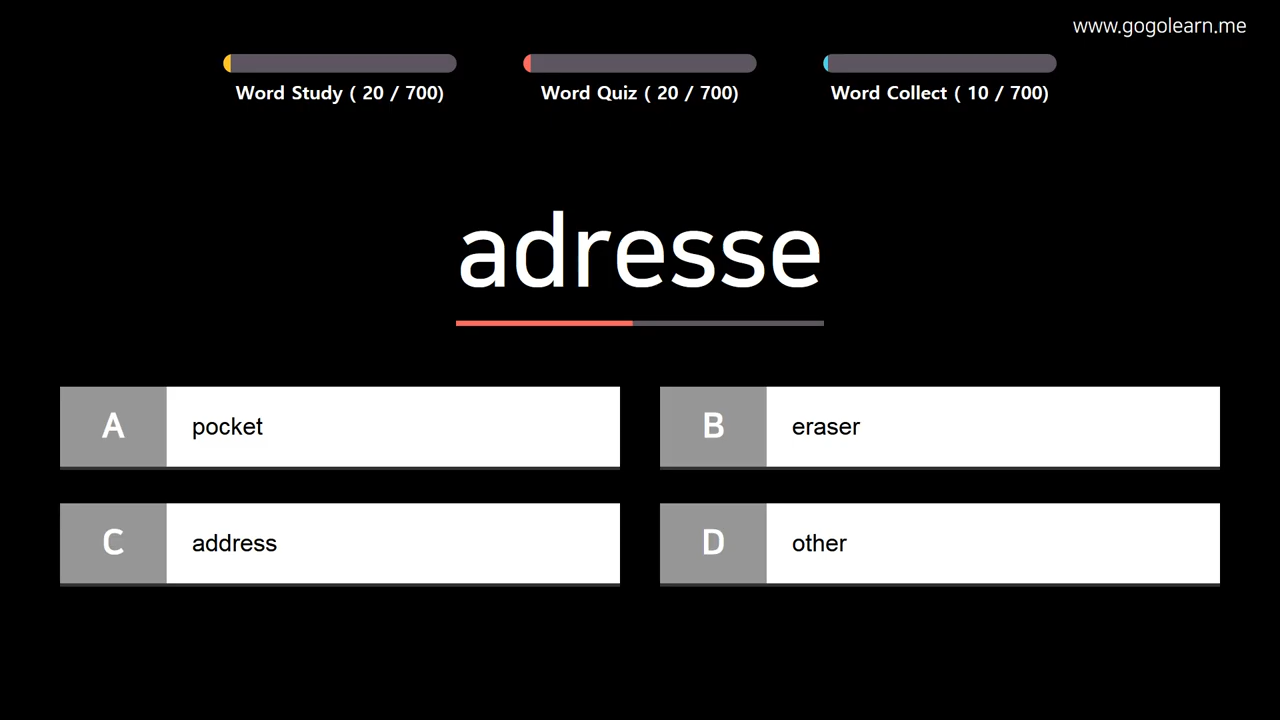 www.gogolearn.me
Word Study ( 20 / 700)
Word Quiz ( 20 / 700)
Word Collect ( 10 / 700)
adresse
A pocket
B eraser
C address
D other